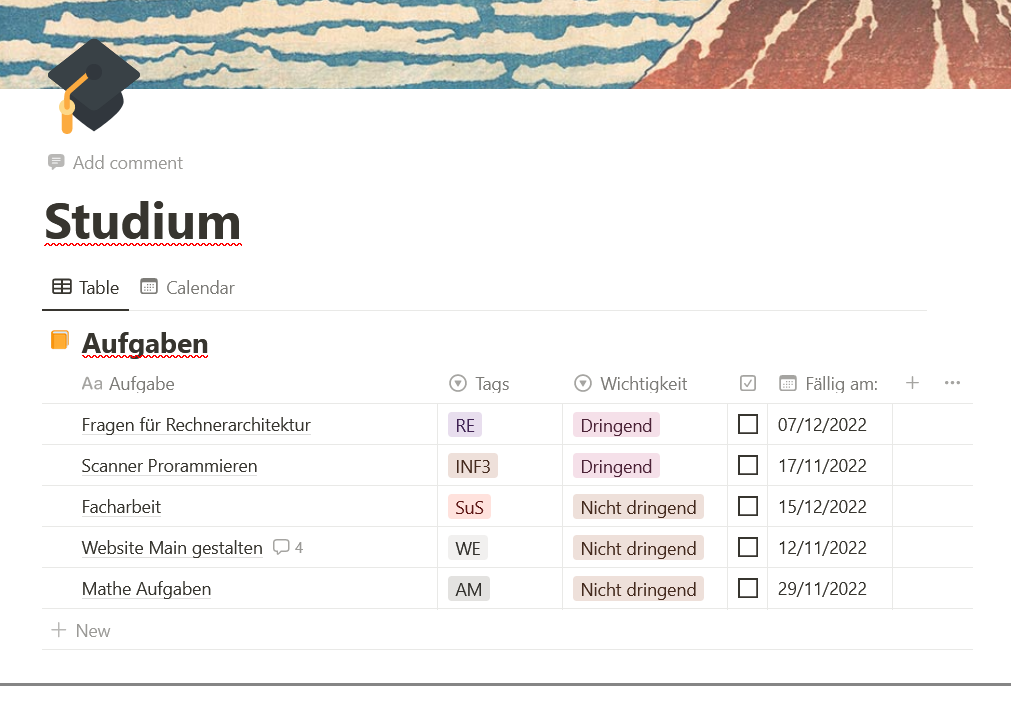 Add comment
Studium
Table Calendar
Aufgaben
Aa Aufgabe Tags Wichtigkeit Fällig am:
Fragen für Rechnerarchitektur RE Dringend 07/12/2022
Scanner Prorammieren INF3 Dringend 17/11/2022
Facharbeit SuS Nicht dringend 15/12/2022
Website Main gestalten 4 WE Nicht dringend 12/11/2022
Mathe Aufgaben AM Nicht dringend 29/11/2022
New